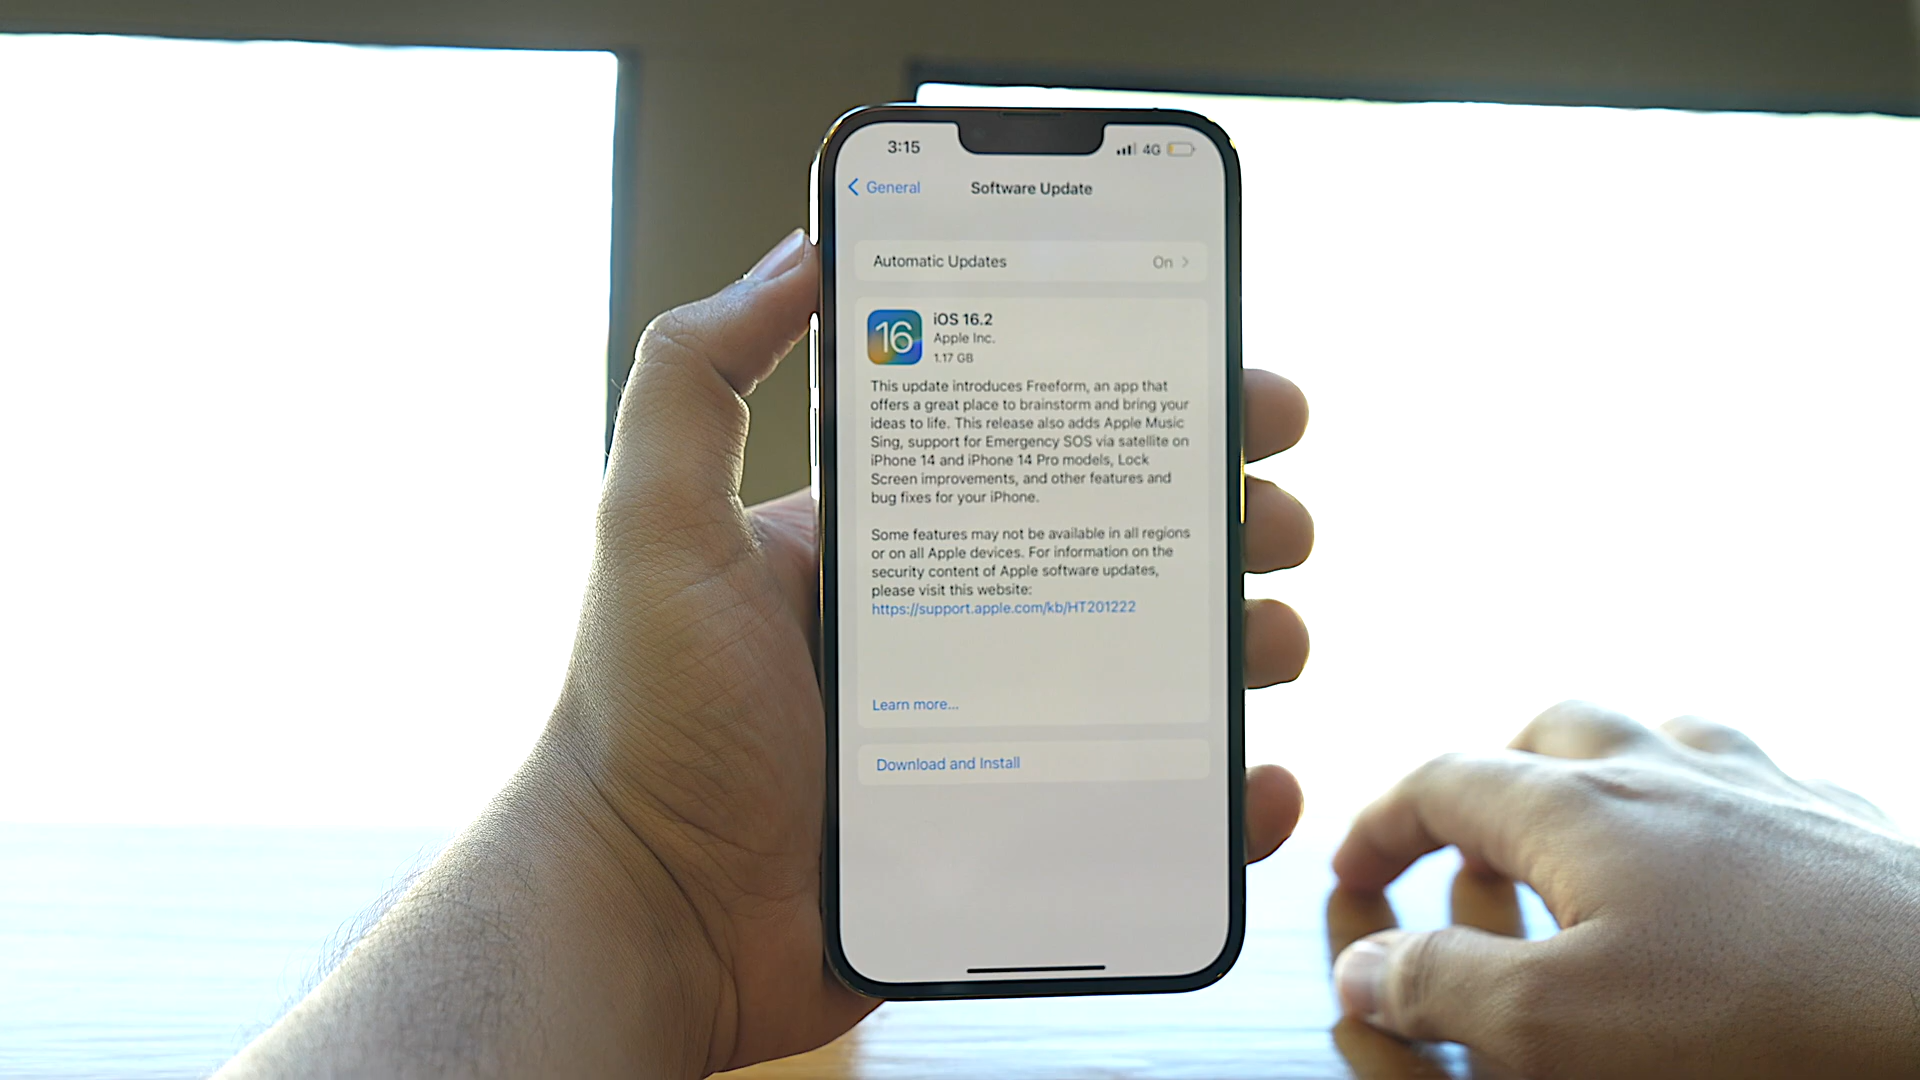 3:15
4G
General
Software Update
Automatic Updates
On
16
iOS 16.2
Apple Inc.
1.17 GB
This update introduces Freeform, an app that
offers a great place to brainstorm and bring your
ideas to life. This release also adds Apple Music
Sing, support for Emergency SOS via satellite on
iPhone 14 and iPhone 14 Pro models, Lock
Screen improvements, and other features and
bug fixes for your iPhone.
Some features may not be available in all regions
or on all Apple devices. For information on the
security content of Apple software updates,
please visit this website:
https://support.apple.com/kb/HT201222
Learn more...
Download and Install